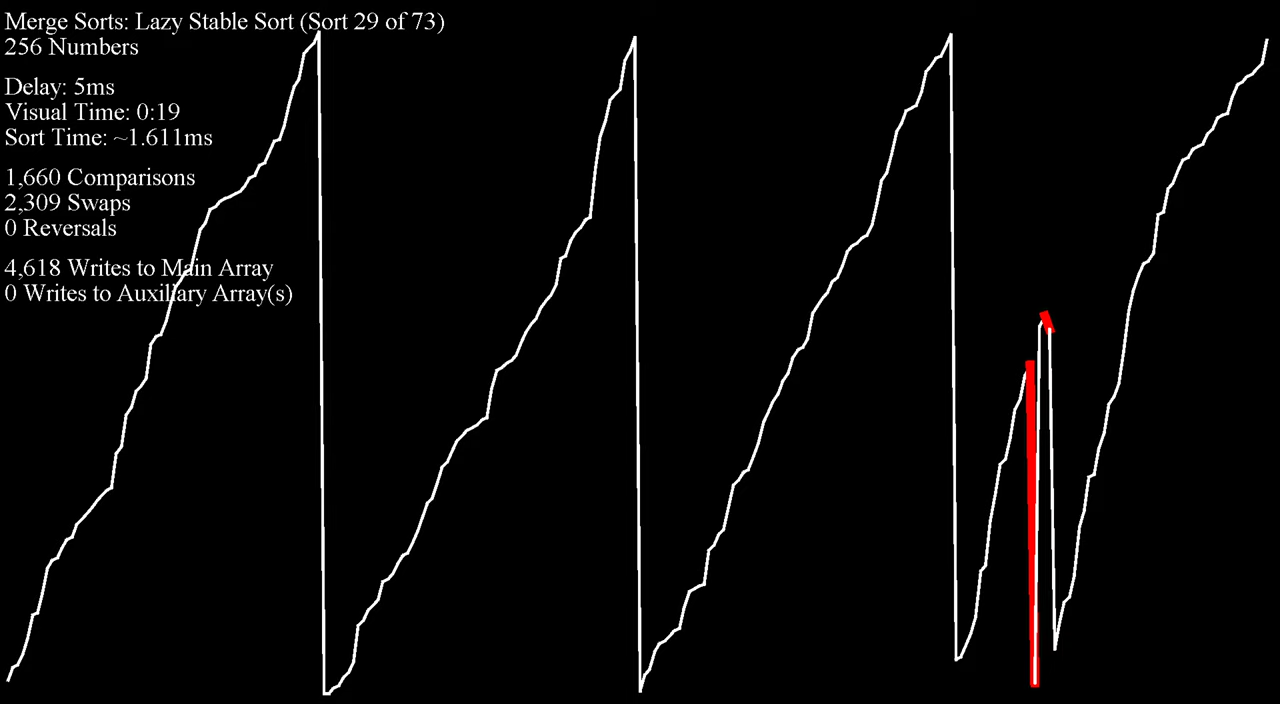 Merge Sorts: Lazy Stable Sort (Sort 29 of 73)
256 Numbers
Delay: 5ms
Visual Time: 0:19
Sort Time: ~1.611ms
1,660 Comparisons
2,309 Swaps
0 Reversals
4,618 Writes to Main Array
0 Writes to Auxiliary Array(s)